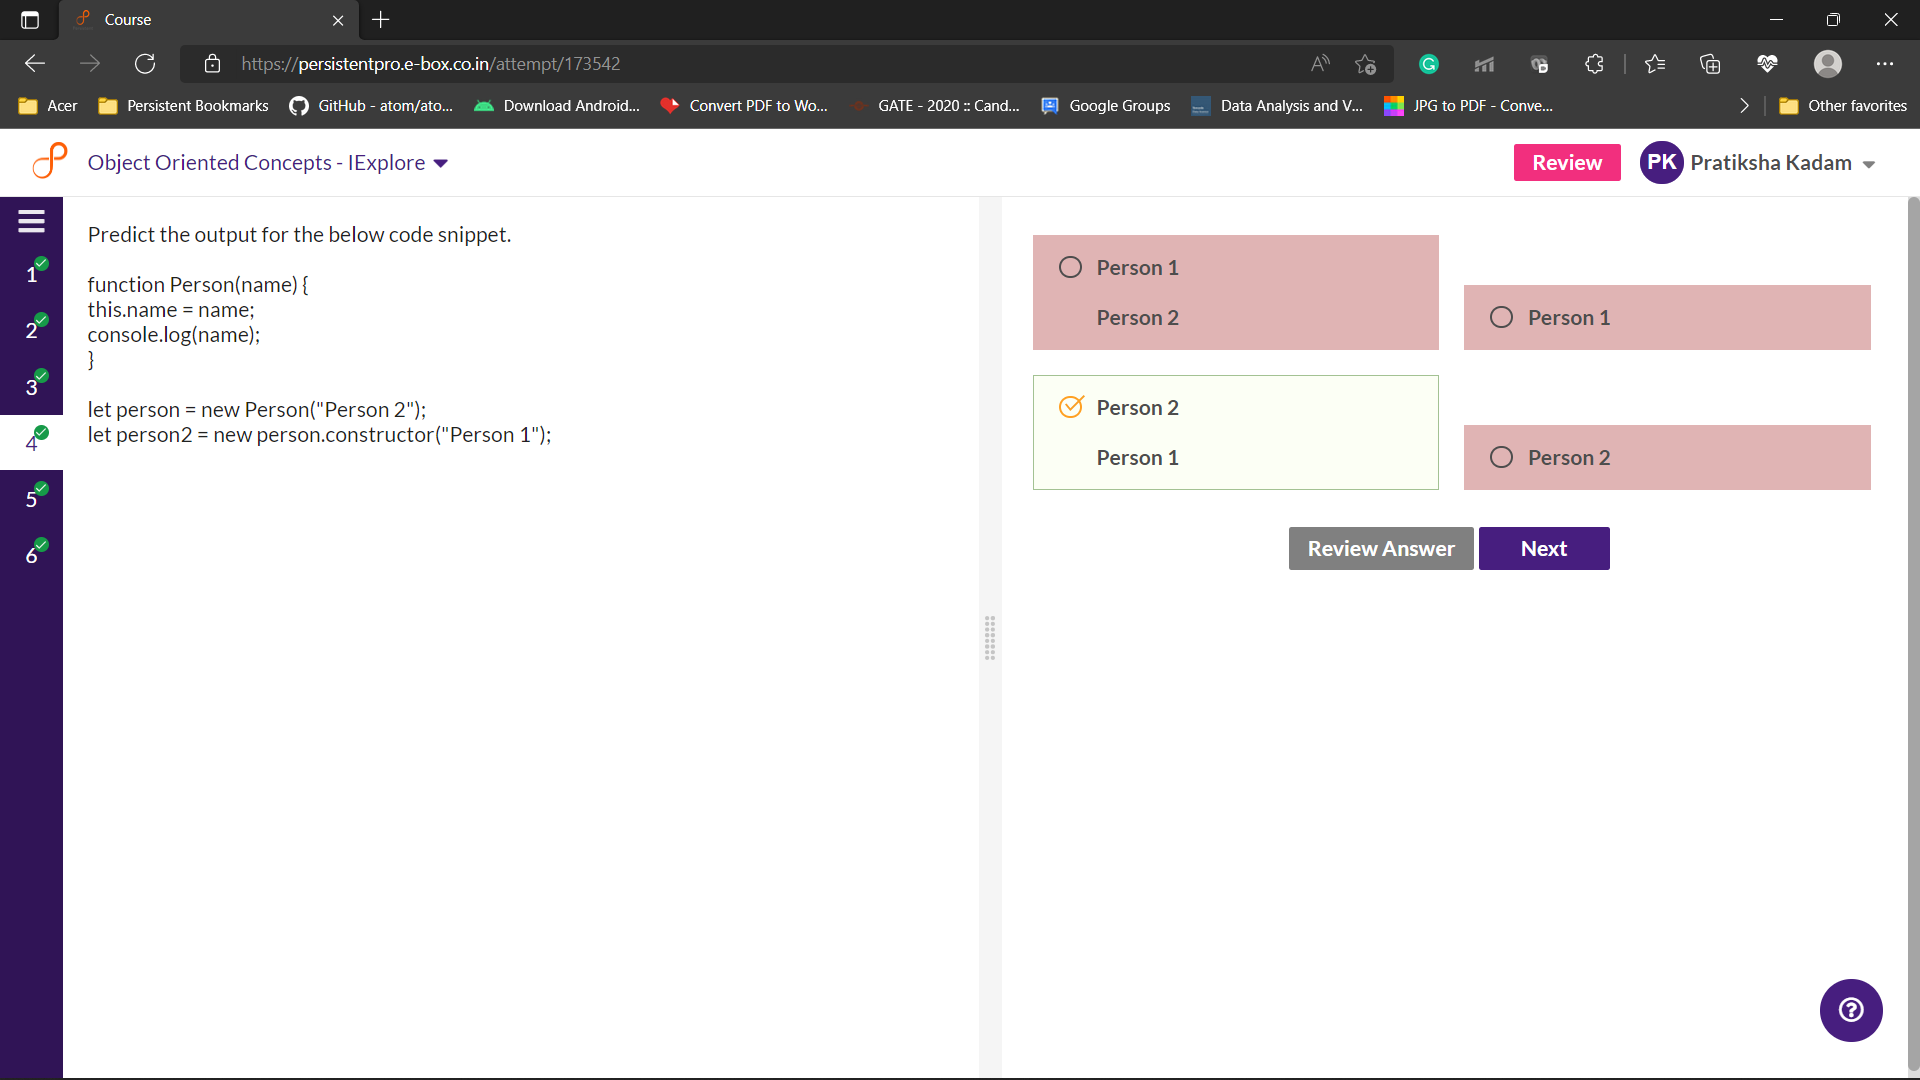 Course
https://persistentpro.e-box.co.in/attempt/173542
Acer
Persistent Bookmarks
GitHub - atom/ato...
Download Android...
Convert PDF to Wo...
GATE - 2020 :: Cand...
Google Groups
Data Analysis and V...
JPG to PDF - Conve...
Other favorites
Object Oriented Concepts - IExplore
Review
PK
Pratiksha Kadam
1
2
3
4
5
6
Predict the output for the below code snippet.
function Person(name) {
this.name = name;
console.log(name);
}
let person = new Person("Person 2");
let person2 = new person.constructor("Person 1");
Person 1
Person 2
Person 1
Person 2
Person 1
Person 2
Review Answer
Next